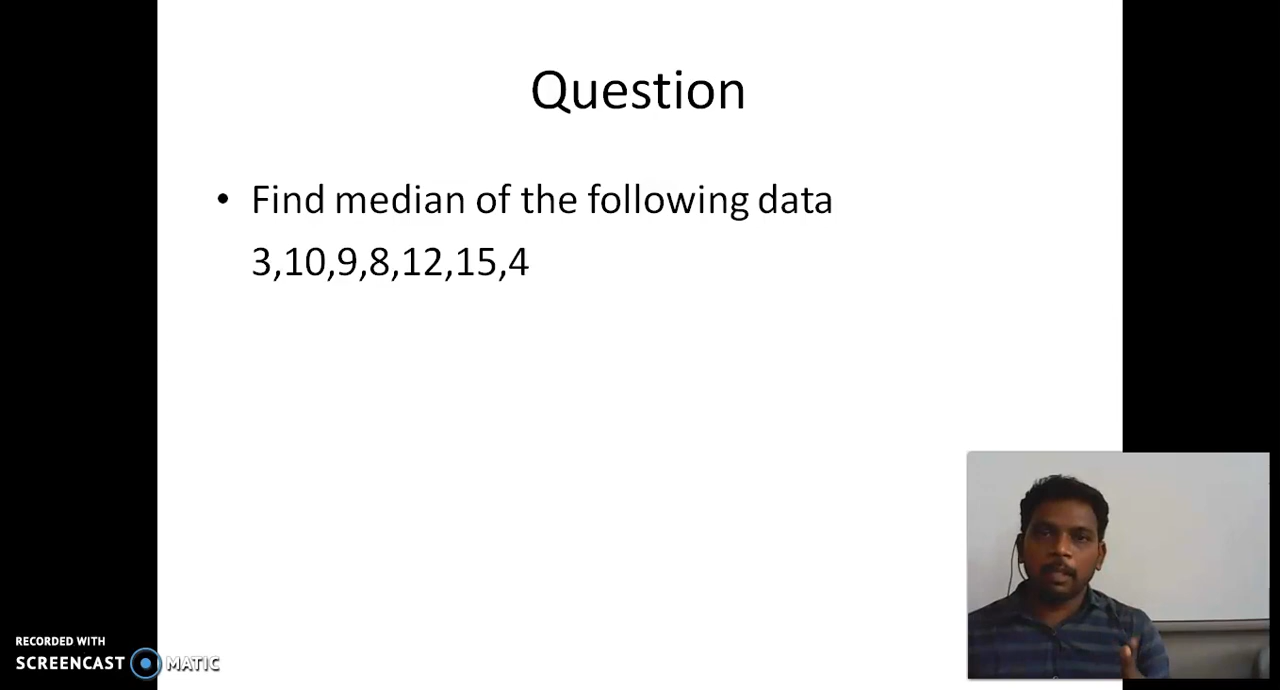 Question
• Find median of the following data
3,10,9,8,12,15,4
RECORDED WITH
SCREENCAST MATIC